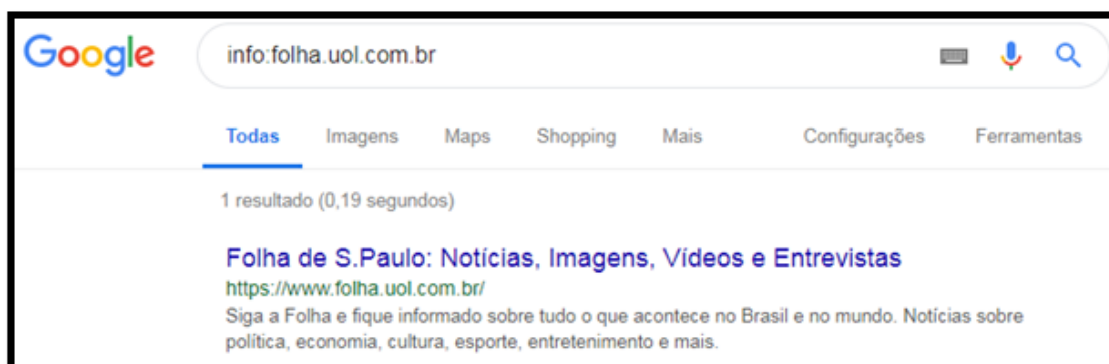 Google info:folha.uol.com.br
Todas Imagens Maps Shopping Mais Configurações Ferramentas
1 resultado (0,19 segundos)
Folha de S.Paulo: Notícias, Imagens, Vídeos e Entrevistas
https://www.folha.uol.com.br/
Siga a Folha e fique informado sobre tudo o que acontece no Brasil e no mundo. Notícias sobre
política, economia, cultura, esporte, entretenimento e mais.